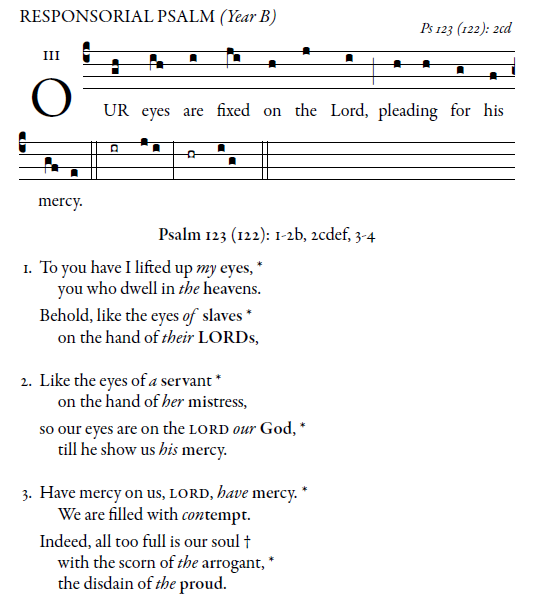 RESPONSORIAL PSALM (Year B)
Ps 123 (122): 2cd
III
OUR eyes are fixed on the Lord, pleading for his
mercy.
Psalm 123 (122): 1-2b, 2cdef, 3-4
1. To you have I lifted up my eyes, *
you who dwell in the heavens.
Behold, like the eyes of slaves *
on the hand of their LORDs,
2. Like the eyes of a servant *
on the hand of her mistress,
so our eyes are on the LORD our God, *
till he show us his mercy.
3. Have mercy on us, LORD, have mercy. *
We are filled with contempt.
Indeed, all too full is our soul †
with the scorn of the arrogant, *
the disdain of the proud.